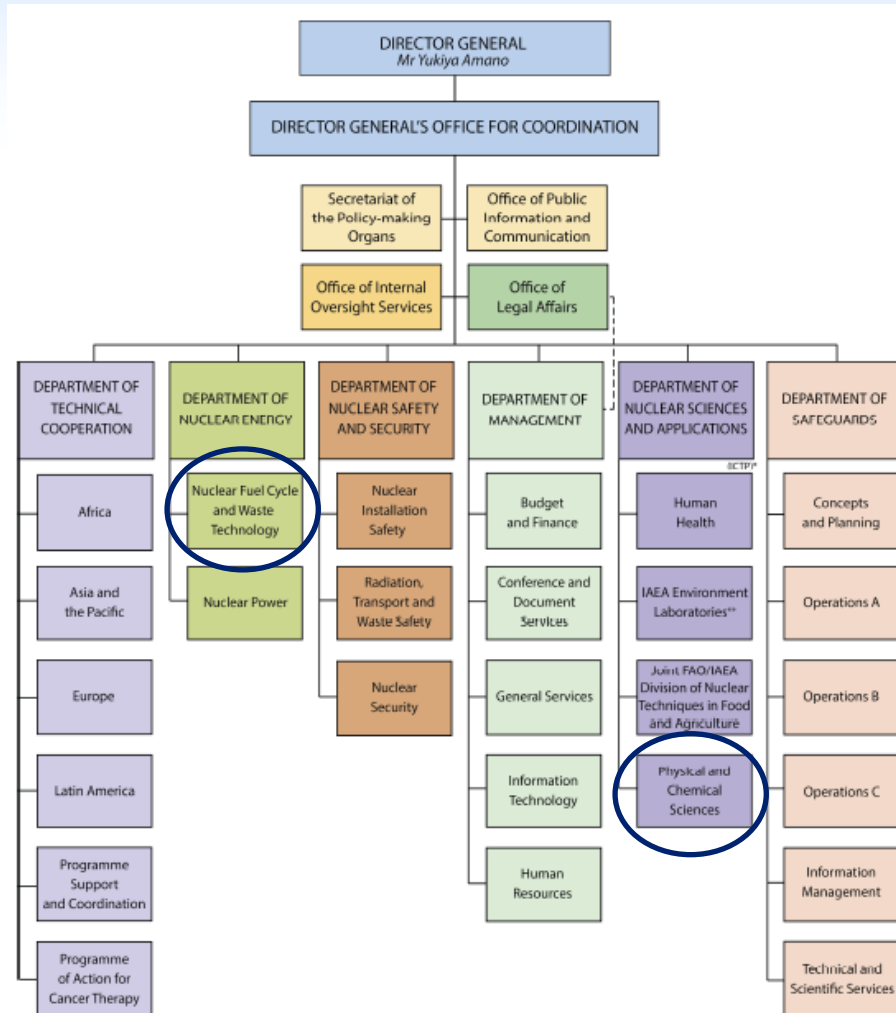 DIRECTOR GENERAL
Mr Yukiya Amano
DIRECTOR GENERAL'S OFFICE FOR COORDINATION
Secretariat of
the Policy-making
Organs
Office of Public
Information and
Communication
Office of Internal
Oversight Services
Office of
Legal Affairs
DEPARTMENT OF
TECHNICAL
COOPERATION
DEPARTMENT OF
NUCLEAR ENERGY
DEPARTMENT OF
NUCLEAR SAFETY
AND SECURITY
DEPARTMENT OF
MANAGEMENT
DEPARTMENT OF
NUCLEAR SCIENCES
AND APPLICATIONS
DEPARTMENT OF
SAFEGUARDS
(ICTP)*
Africa
Asia and
the Pacific
Europe
Latin America
Programme
Support
and Coordination
Programme
of Action for
Cancer Therapy
Nuclear Fuel Cycle
and Waste
Technology
Nuclear Power
Nuclear
Installation
Safety
Radiation,
Transport and
Waste Safety
Nuclear
Security
Budget
and Finance
Conference and
Document
Services
General Services
Information
Technology
Human
Resources
Human
Health
IAEA Environment
Laboratories**
Joint FAO/IAEA
Division of Nuclear
Techniques in Food
and Agriculture
Physical and
Chemical
Sciences
Concepts
and Planning
Operations A
Operations B
Operations C
Information
Management
Technical and
Scientific Services